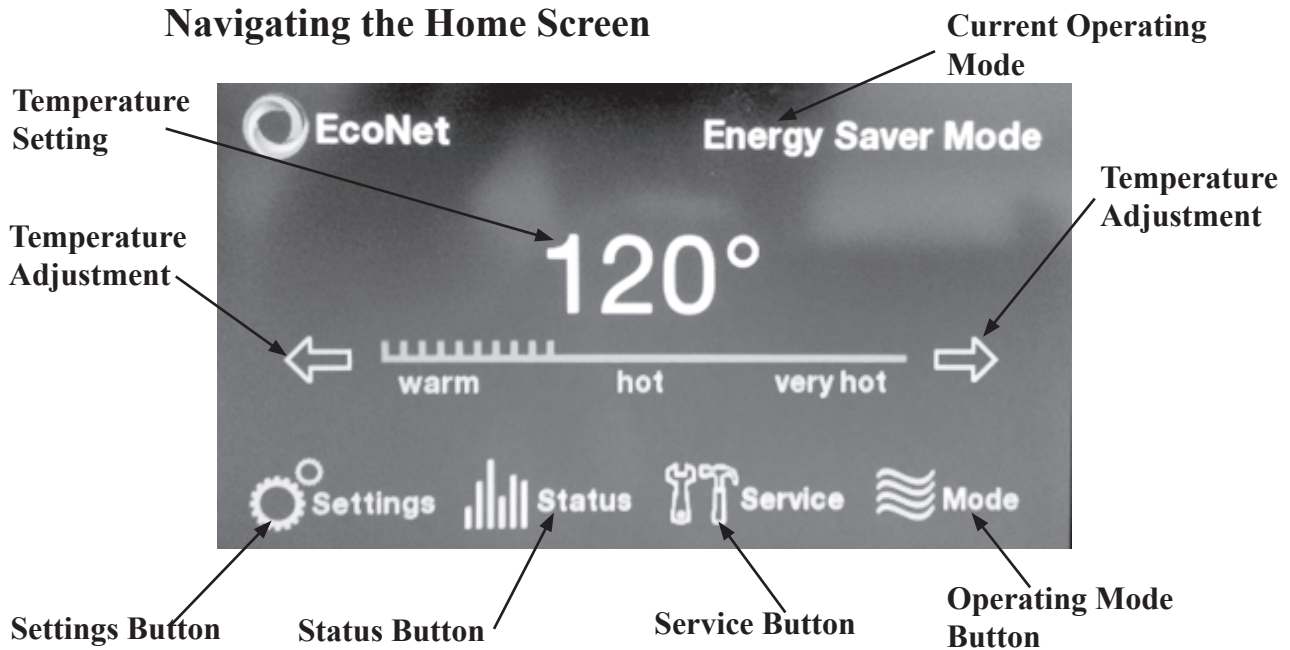 Navigating the Home Screen
Current Operating
Mode
Temperature
Setting
EcoNet
Energy Saver Mode
Temperature
Adjustment
Temperature
Adjustment
120°
warm hot very hot
Settings Status Service Mode
Settings Button
Status Button
Service Button
Operating Mode
Button